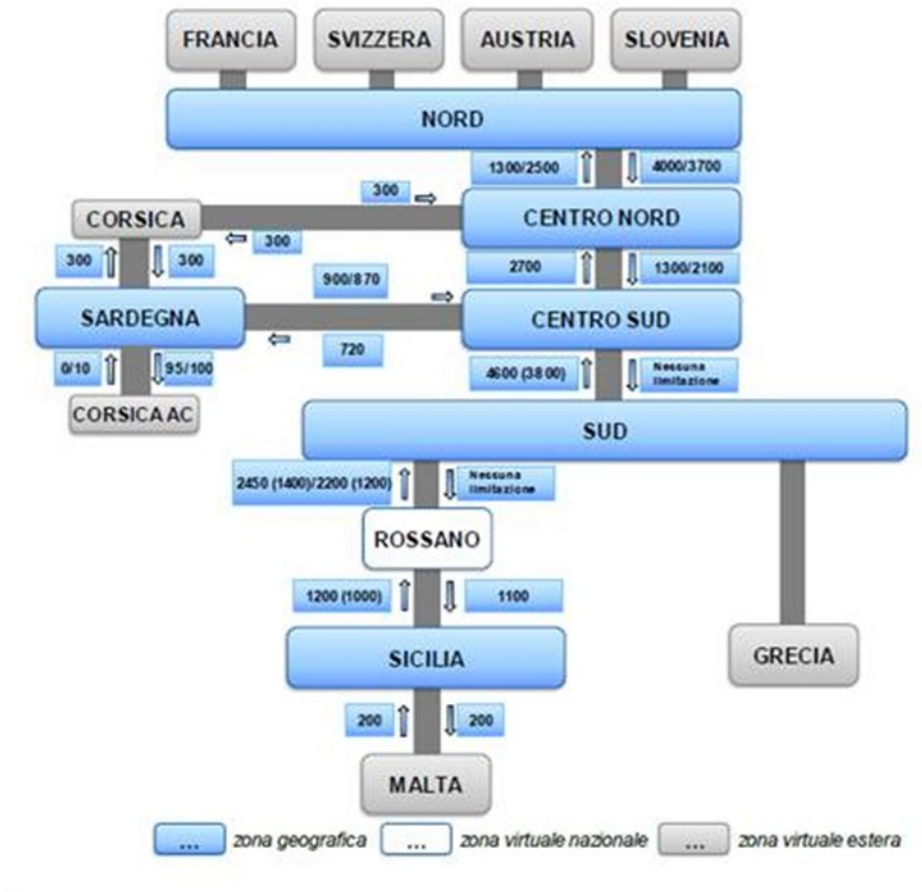 FRANCIA
SVIZZERA
AUSTRIA
SLOVENIA
NORD
1300/2500
4000/3700
300
CORSICA
CENTRO NORD
300
300
300
2700
1300/2100
900/870
SARDEGNA
CENTRO SUD
720
0/10
95/100
4600 (3800)
Nessuna
limitazione
CORSICA AC
SUD
2450 (1400)/2200 (1200)
Nessuna
limitazione
ROSSANO
1200 (1000)
1100
SICILIA
GRECIA
200
200
MALTA
... zona geografica
... zona virtuale nazionale
... zona virtuale estera